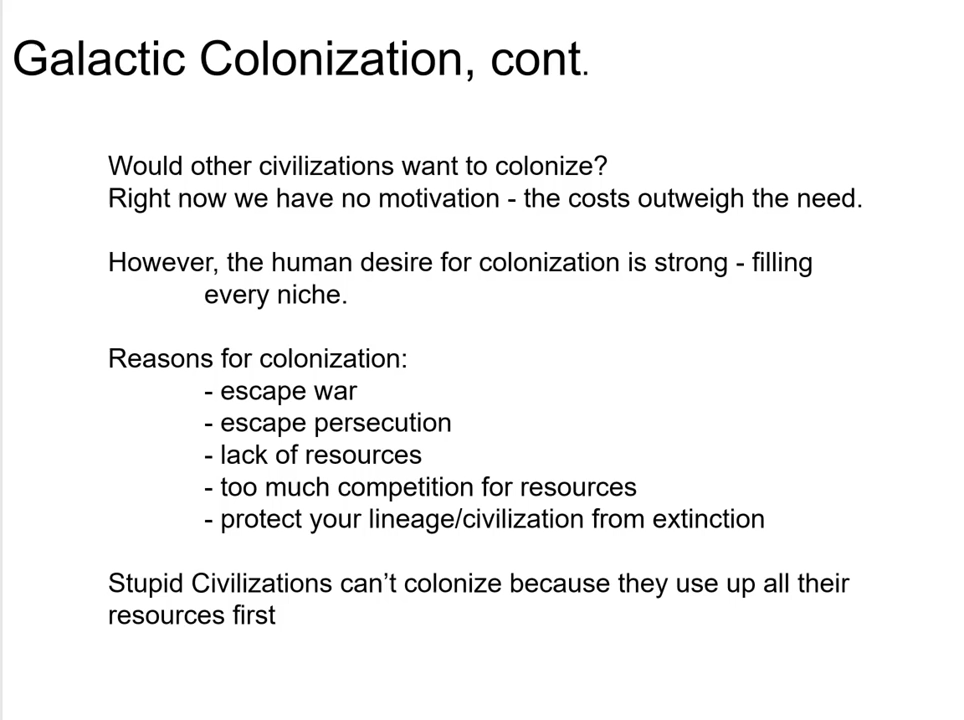 Galactic Colonization, cont.
Would other civilizations want to colonize?
Right now we have no motivation - the costs outweigh the need.
However, the human desire for colonization is strong - filling
every niche.
Reasons for colonization:
- escape war
- escape persecution
- lack of resources
- too much competition for resources
- protect your lineage/civilization from extinction
Stupid Civilizations can’t colonize because they use up all their
resources first